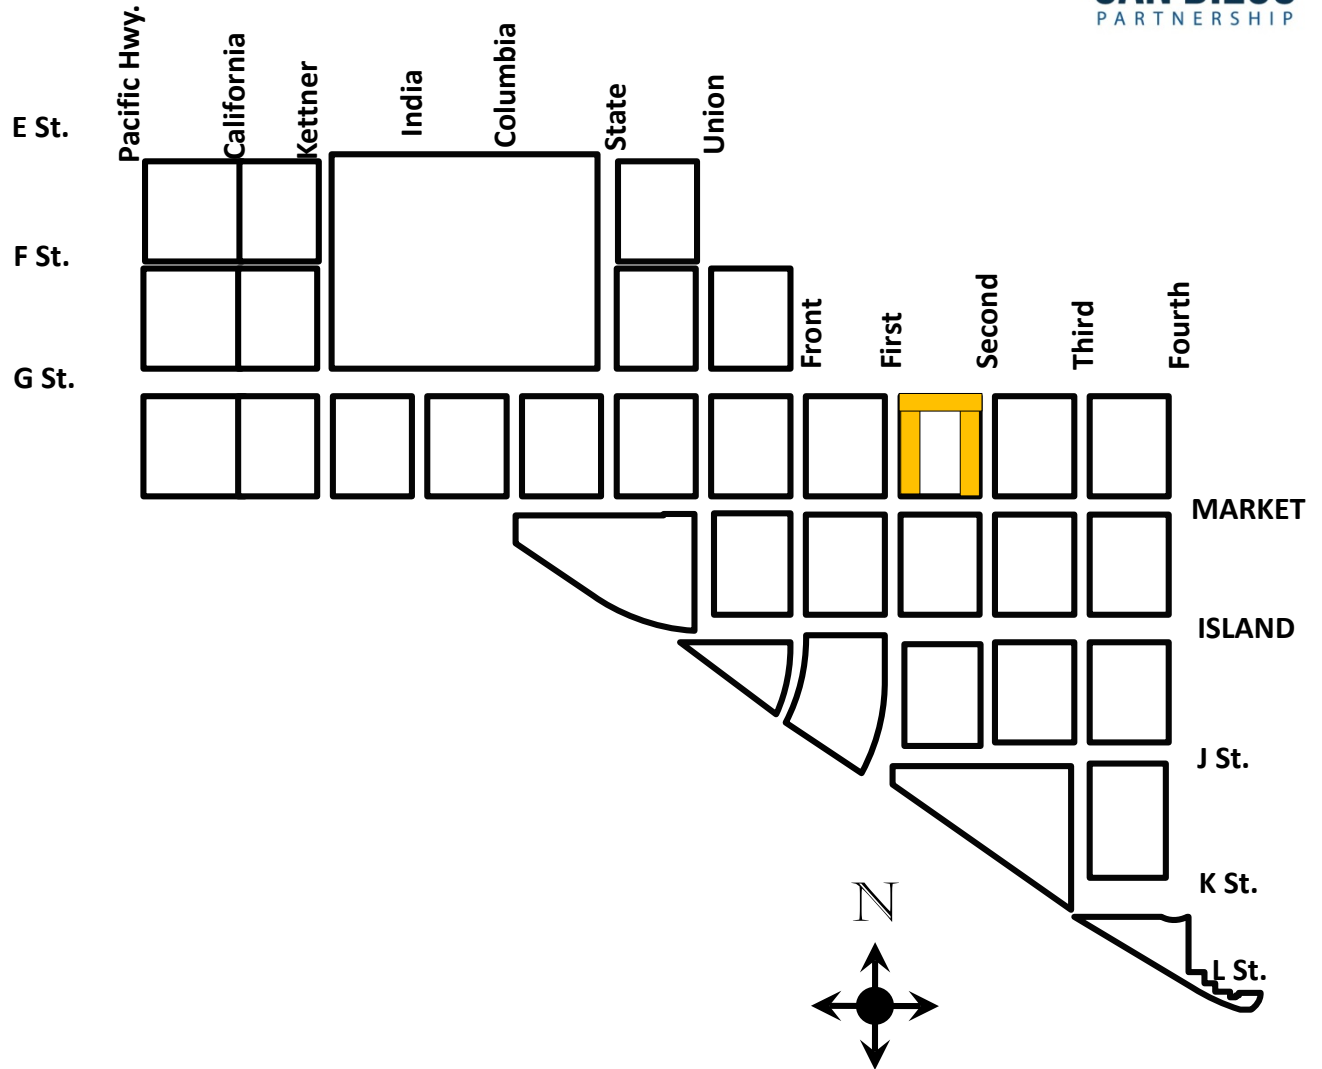 PARTNERSHIP
Pacific Hwy.
California
Kettner
India
Columbia
State
Union
E St.
F St.
G St.
Front
First
Second
Third
Fourth
MARKET
ISLAND
J St.
K St.
L St.
N